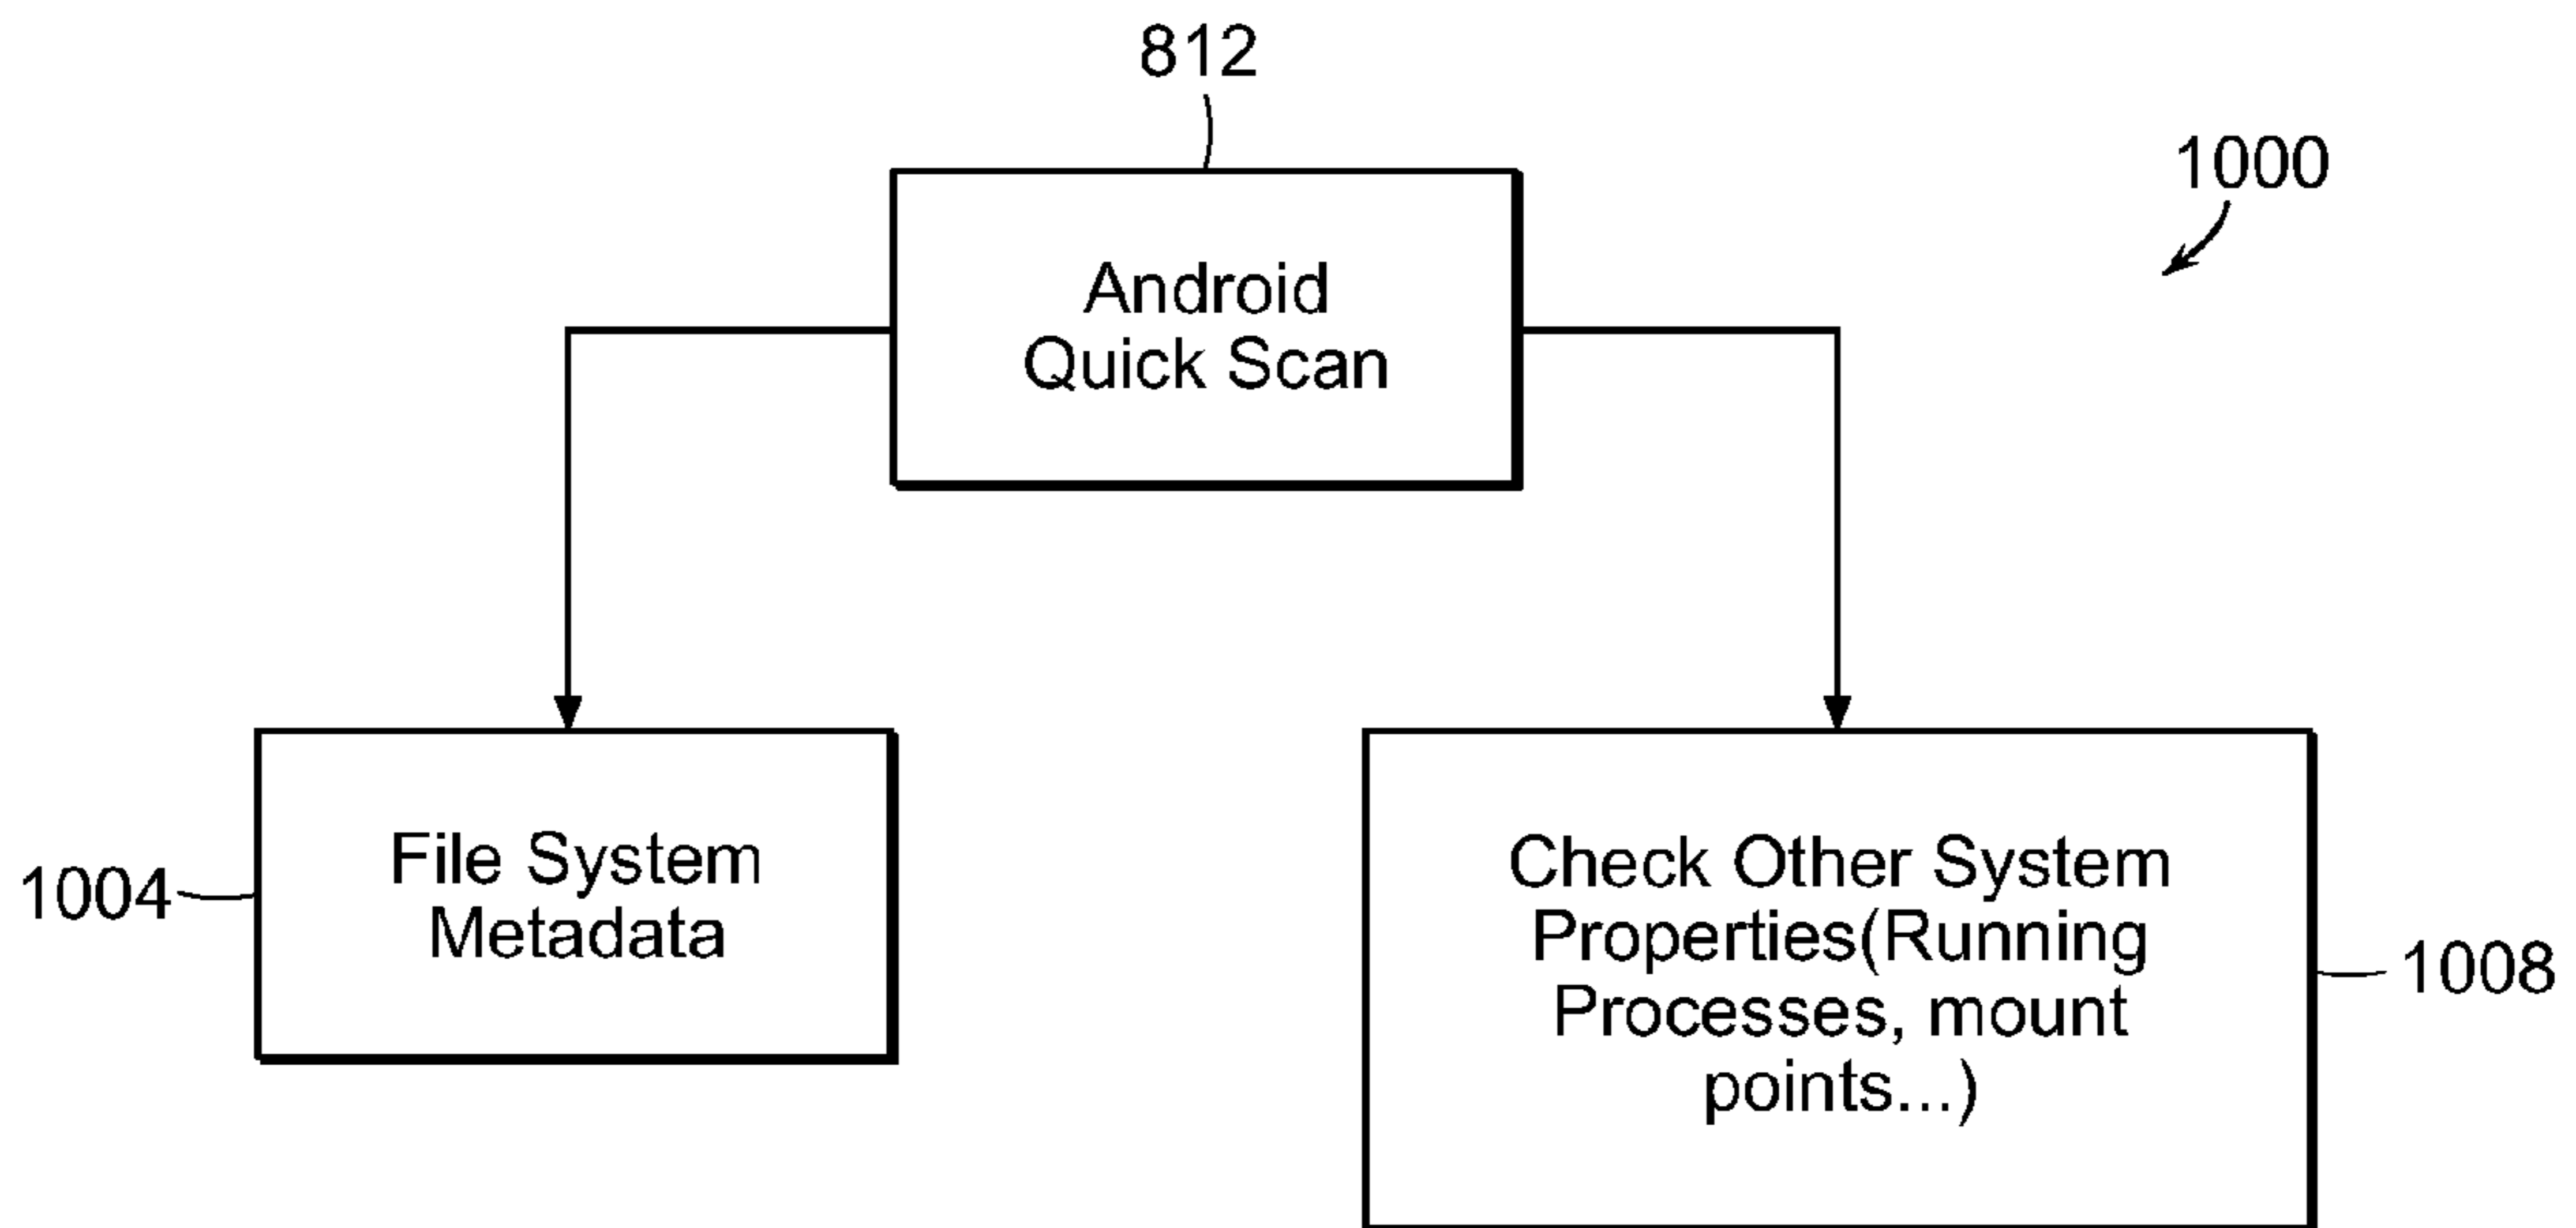 812
1000
Android
Quick Scan
File System
Metadata
1004
Check Other System
Properties(Running
Processes, mount
points...)
1008